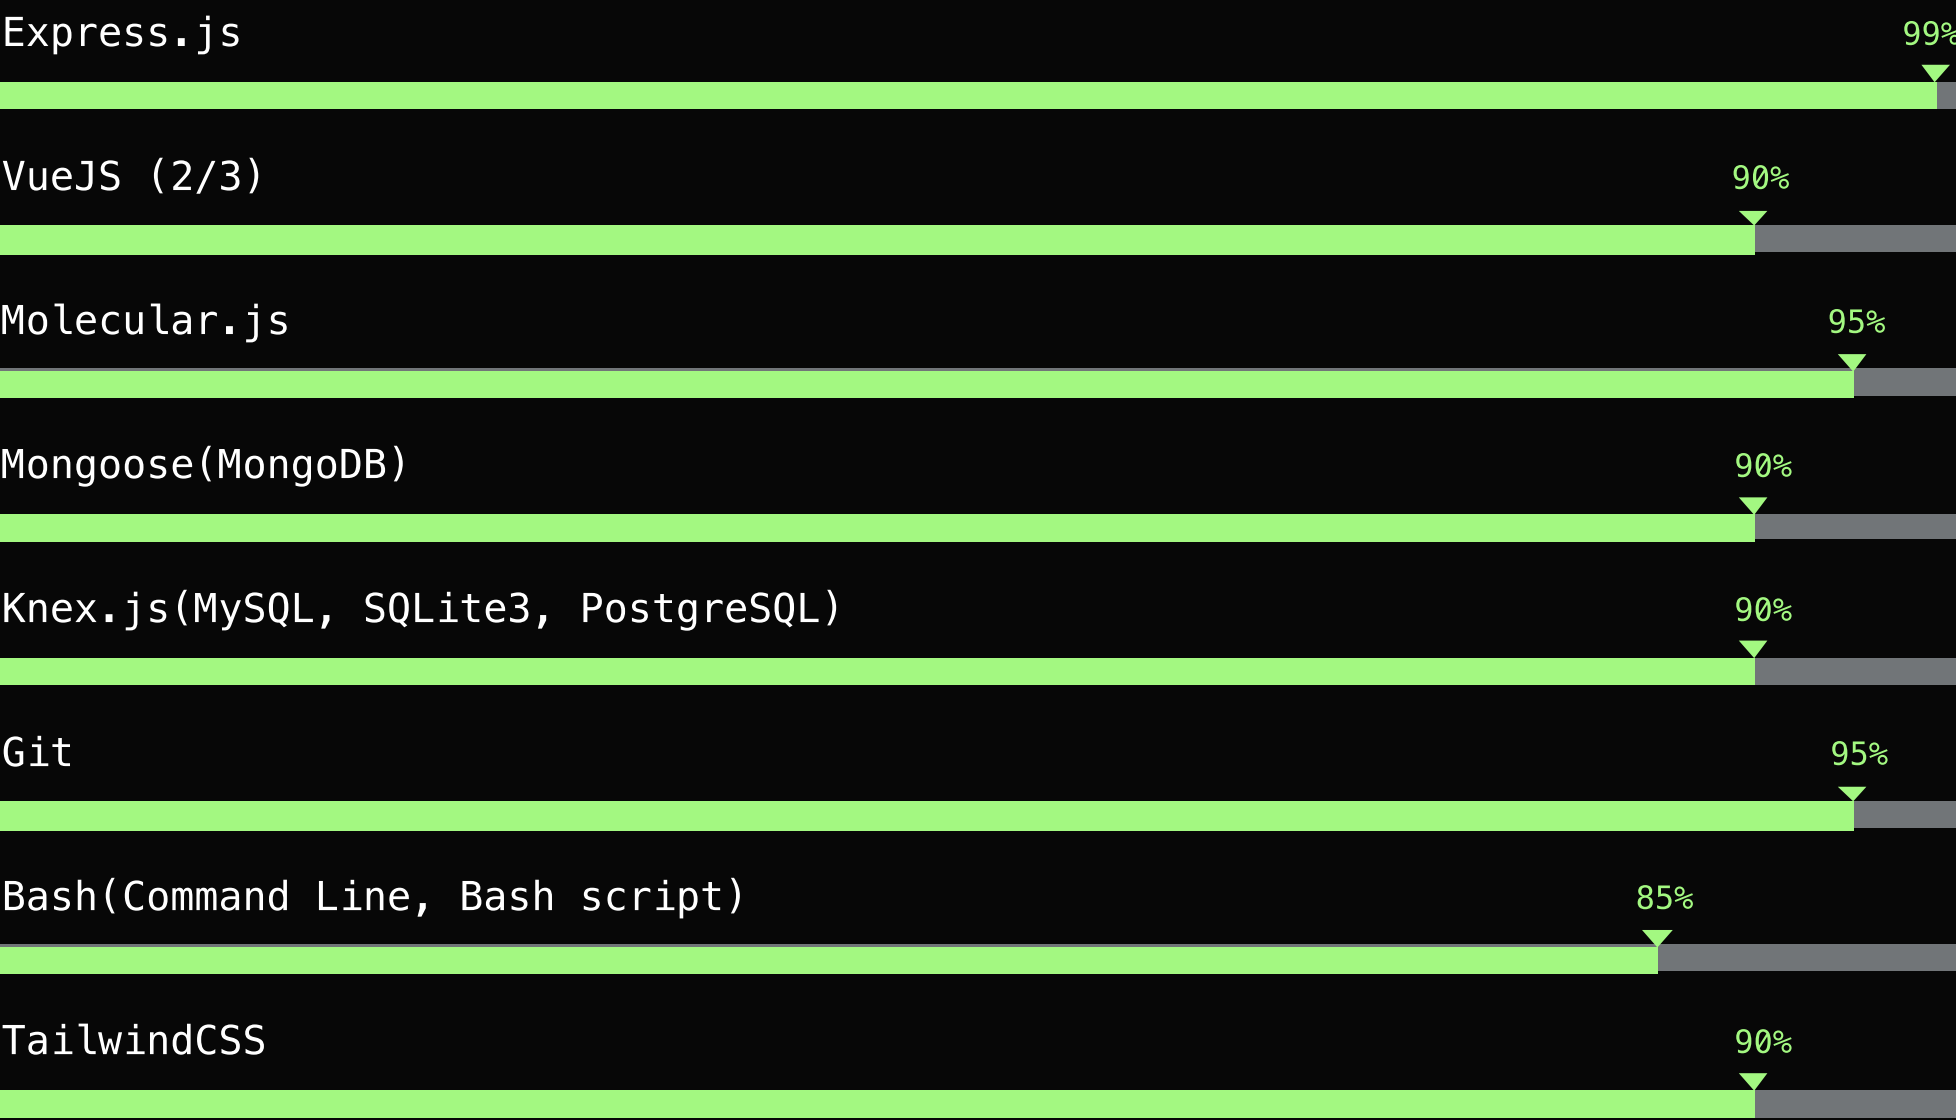 Express.js
99%
VueJS (2/3)
90%
Molecular.js
95%
Mongoose(MongoDB)
90%
Knex.js(MySQL, SQLite3, PostgreSQL)
90%
Git
95%
Bash(Command Line, Bash script)
85%
TailwindCSS
90%